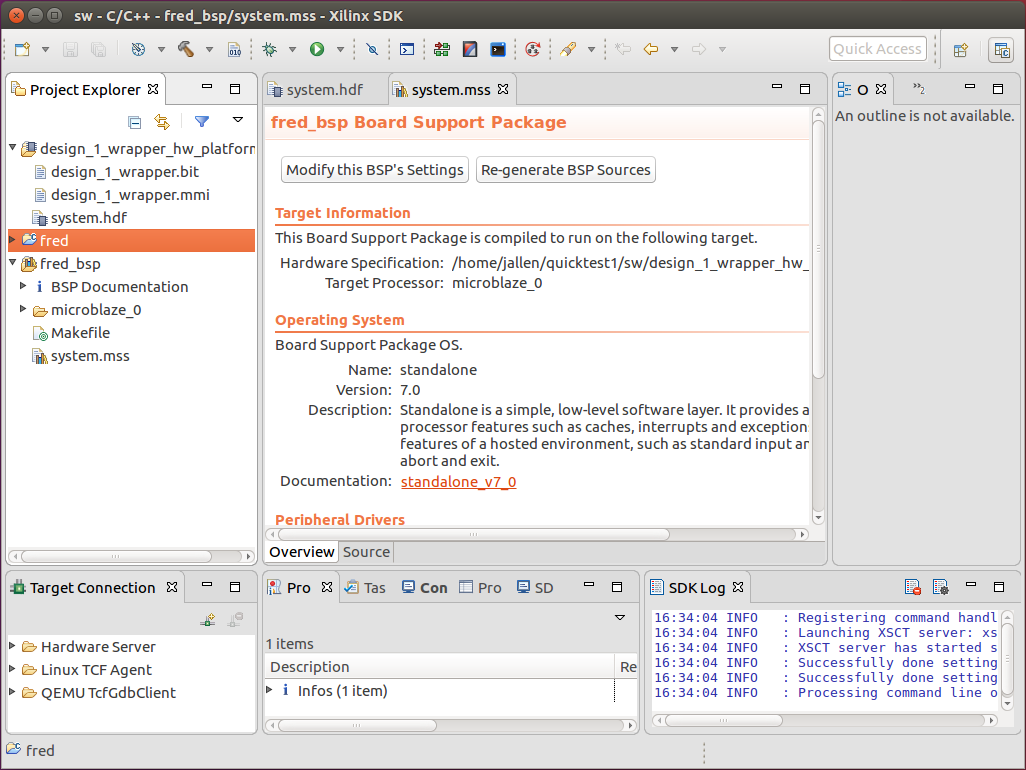 sw - C/C++ - fred_bsp/system.mss - Xilinx SDK
010
Quick Access
Project Explorer
design_1_wrapper_hw_platforn
design_1_wrapper.bit
design_1_wrapper.mmi
system.hdf
fred
fred_bsp
BSP Documentation
microblaze_0
Makefile
system.mss
system.hdf
system.mss
fred_bsp Board Support Package
Modify this BSP's Settings Re-generate BSP Sources
Target Information
This Board Support Package is compiled to run on the following target.
Hardware Specification: /home/jallen/quicktest1/sw/design_1_wrapper_hw_
Target Processor: microblaze_0
Operating System
Board Support Package OS.
Name: standalone
Version: 7.0
Description: Standalone is a simple, low-level software layer. It provides a
processor features such as caches, interrupts and exception
features of a hosted environment, such as standard input an
abort and exit.
Documentation: standalone_v7_0
Peripheral Drivers
Overview Source
O
»2
An outline is not available.
Target Connection
Hardware Server
Linux TCF Agent
QEMU TcfGdbClient
Pro Tas Con Pro SD
1 items
Description Re
Infos (1 item)
SDK Log
16:34:04 INFO : Registering command handl
16:34:04 INFO : Launching XSCT server: xs
16:34:04 INFO : XSCT server has started s
16:34:04 INFO : Successfully done setting
16:34:04 INFO : Successfully done setting
16:34:04 INFO : Processing command line o
fred